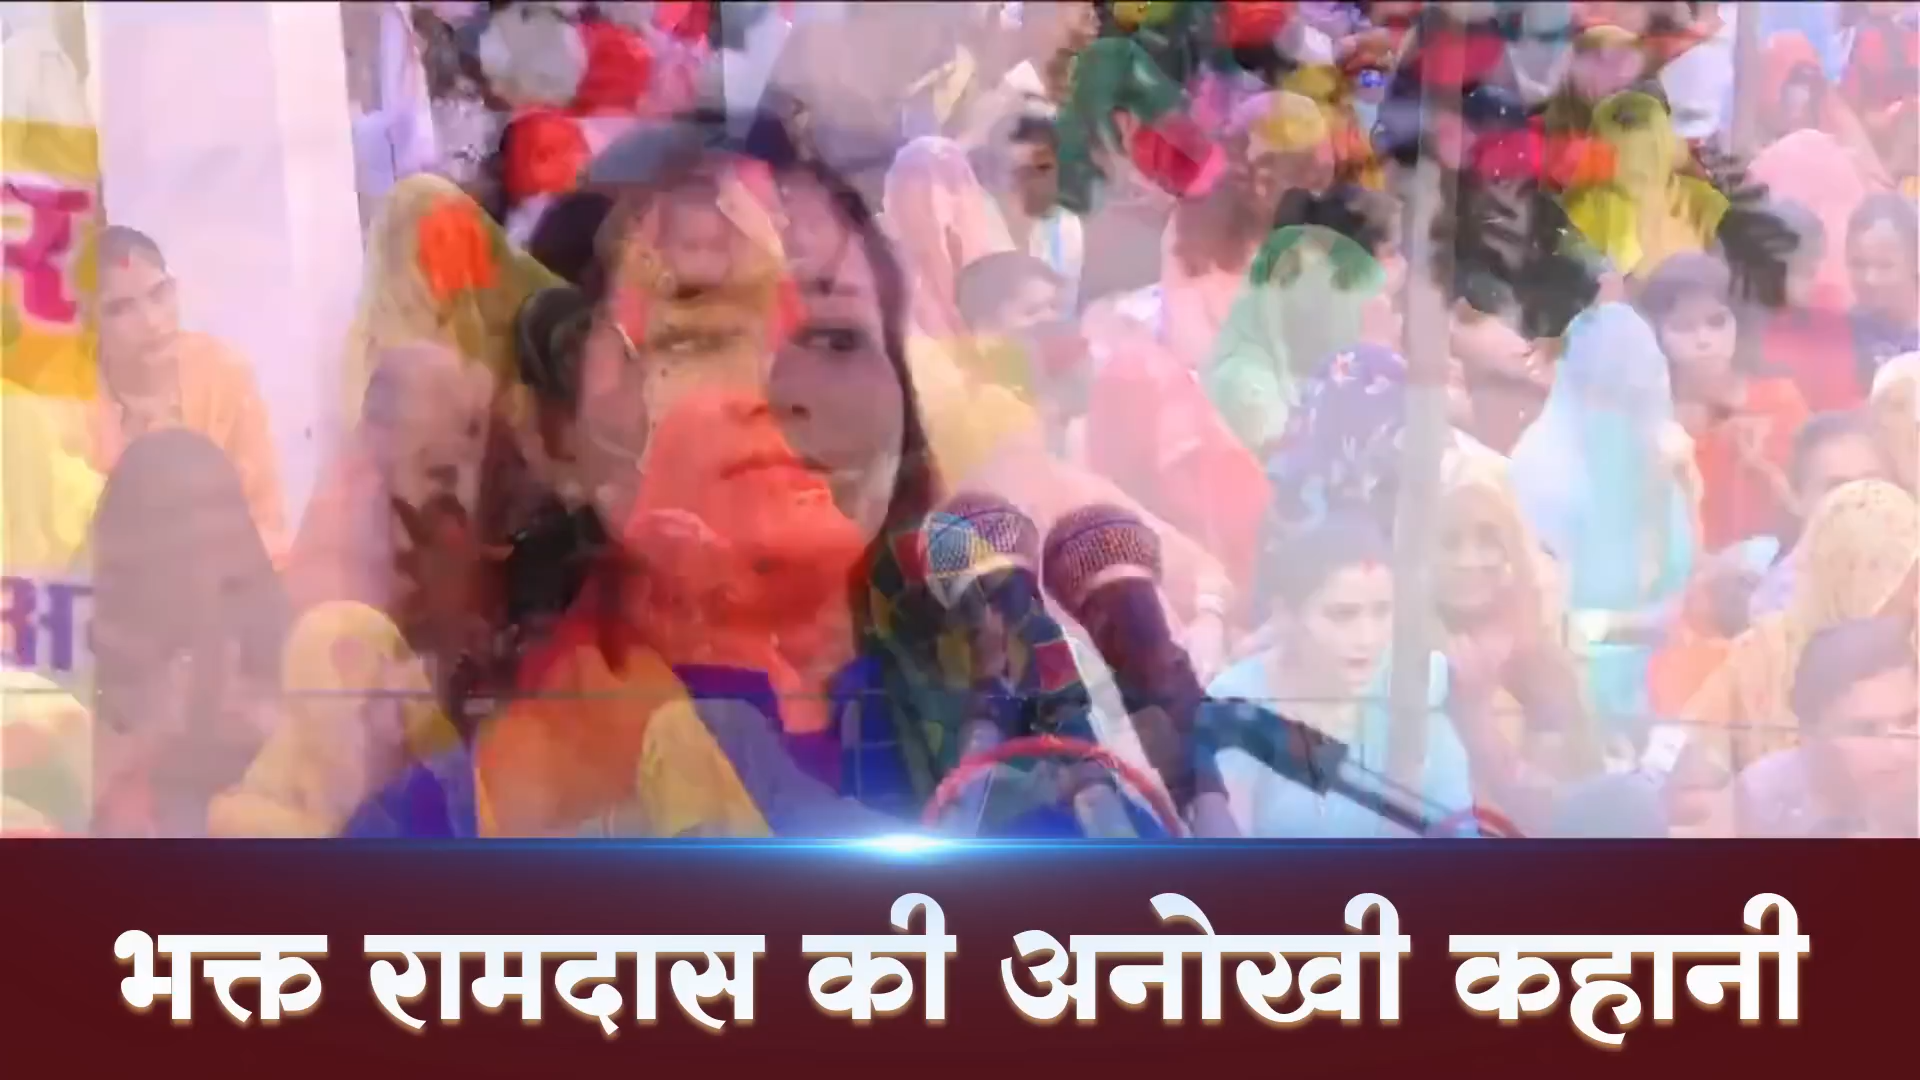 र
आ
भक्त रामदास की अनोखी कहानी